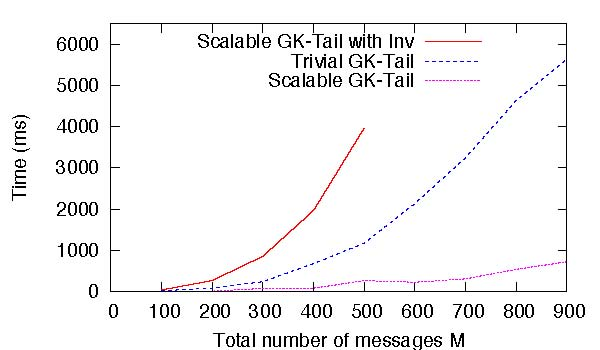 Scalable GK-Tail with Inv
Trivial GK-Tail
Scalable GK-Tail
Time (ms)
6000
5000
4000
3000
2000
1000
0
0 100 200 300 400 500 600 700 800 900
Total number of messages M